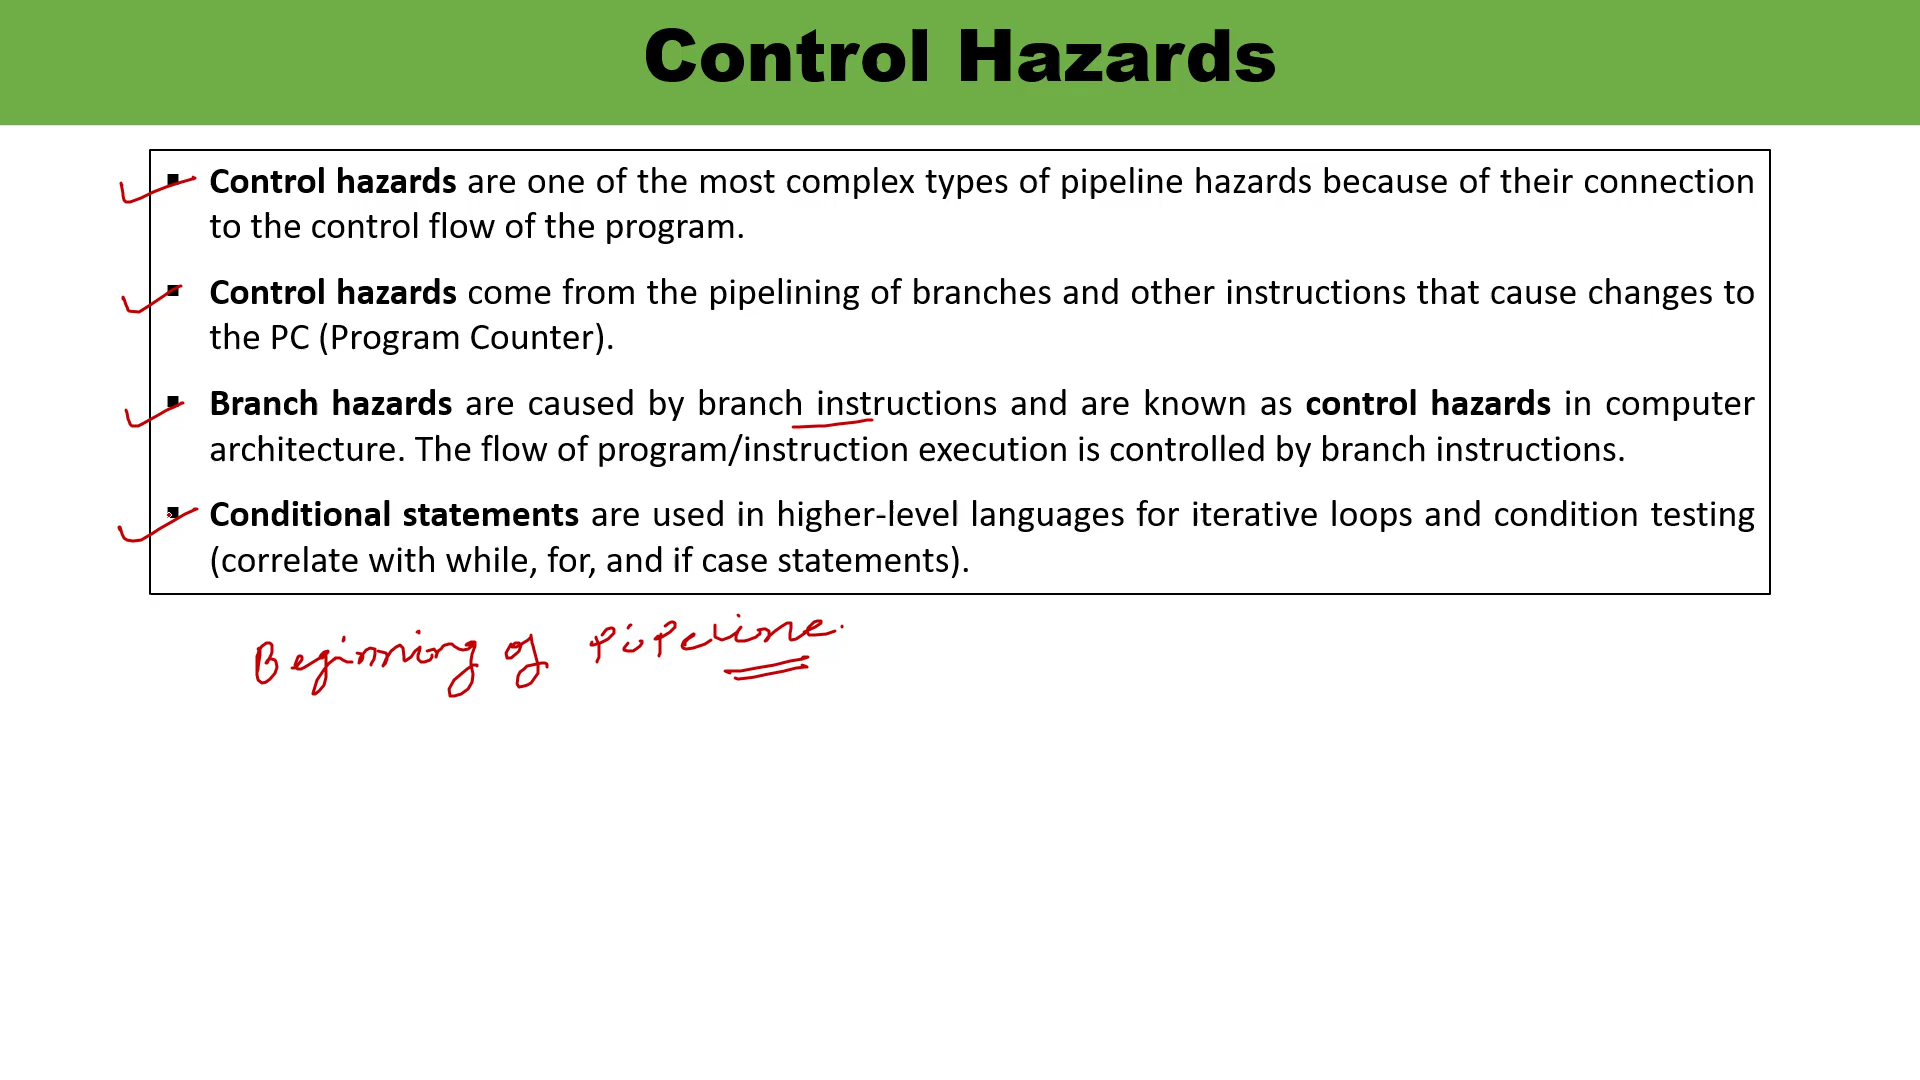 Control Hazards
▪ Control hazards are one of the most complex types of pipeline hazards because of their connection
to the control flow of the program.
▪ Control hazards come from the pipelining of branches and other instructions that cause changes to
the PC (Program Counter).
▪ Branch hazards are caused by branch instructions and are known as control hazards in computer
architecture. The flow of program/instruction execution is controlled by branch instructions.
▪ Conditional statements are used in higher-level languages for iterative loops and condition testing
(correlate with while, for, and if case statements).
Beginning of Pipeline.